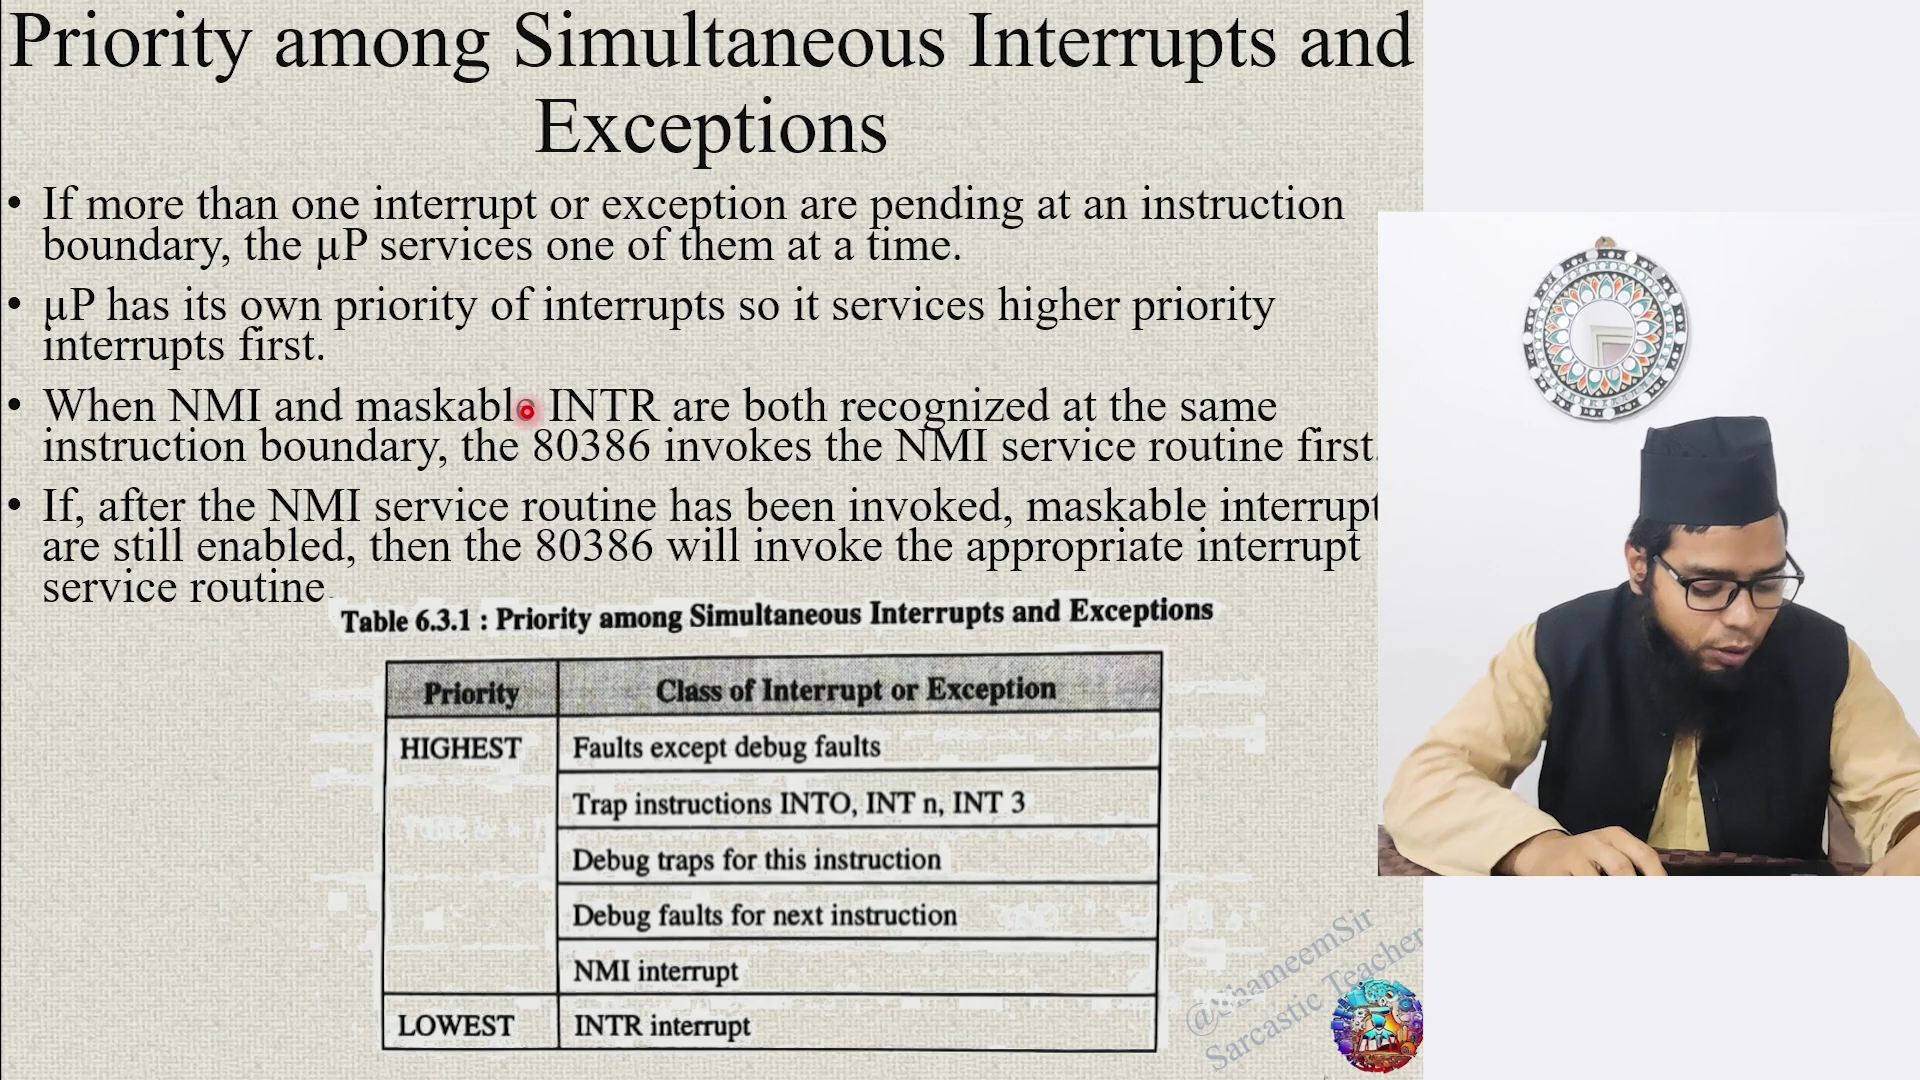 Priority among Simultaneous Interrupts and
Exceptions
• If more than one interrupt or exception are pending at an instruction
boundary, the µP services one of them at a time.
• µP has its own priority of interrupts so it services higher priority
interrupts first.
• When NMI and maskable INTR are both recognized at the same
instruction boundary, the 80386 invokes the NMI service routine first.
• If, after the NMI service routine has been invoked, maskable interrupt
are still enabled, then the 80386 will invoke the appropriate interrupt
service routine.
Table 6.3.1 : Priority among Simultaneous Interrupts and Exceptions
Priority Class of Interrupt or Exception
HIGHEST Faults except debug faults
Trap instructions INTO, INT n, INT 3
Debug traps for this instruction
Debug faults for next instruction
NMI interrupt
LOWEST INTR interrupt
Sarcastic Teacher